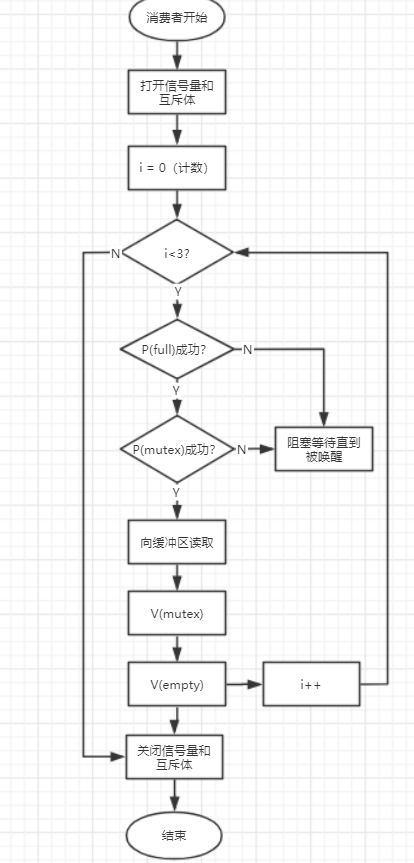 消费者开始
打开信号量和
互斥体
i = 0（计数）
i<3?
N
Y
P(full)成功?
N
Y
P(mutex)成功?
N
阻塞等待直到
被唤醒
Y
向缓冲区读取
V(mutex)
V(empty)
i++
关闭信号量和
互斥体
结束